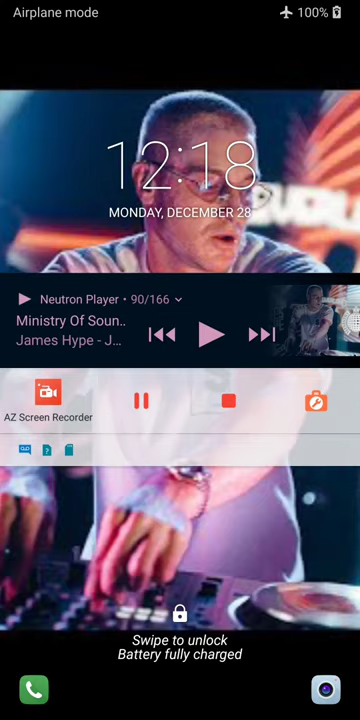 Airplane mode
100%
12:18
MONDAY, DECEMBER 28
Neutron Player • 90/166
Ministry Of Soun..
James Hype - J...
AZ Screen Recorder
Swipe to unlock
Battery fully charged